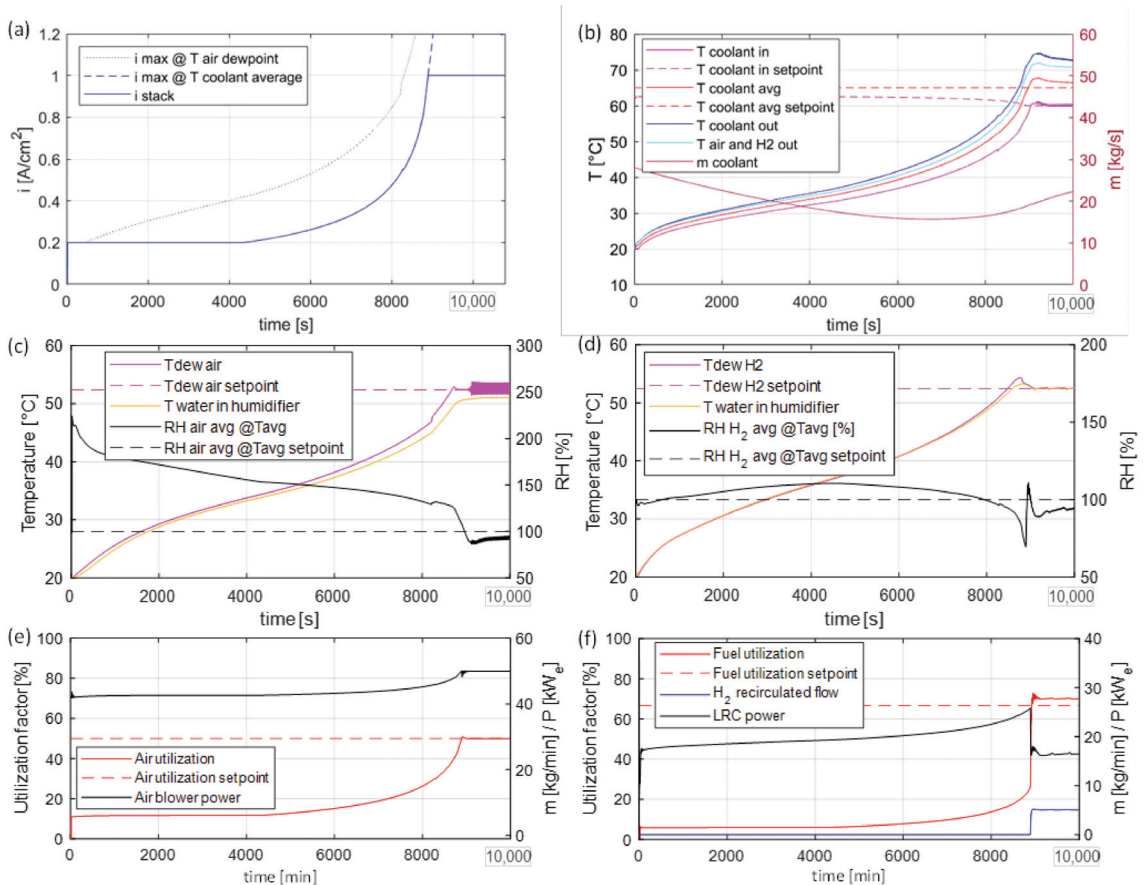 (a)
1.2
1
0.8
0.6
0.4
0.2
0
i [A/cm²]
i max @ T air dewpoint
i max @ T coolant average
i stack
0
2000
4000
6000
8000
10,000
time [s]
(b)
80
70
60
50
40
30
20
10
T [°C]
T coolant in
T coolant in setpoint
T coolant avg
T coolant avg setpoint
T coolant out
T air and H2 out
m coolant
60
50
40
30
20
10
0
m [kg/s]
0
2000
4000
6000
8000
10,000
time [s]
(c)
60
50
40
30
20
Temperature [°C]
Tdew air
Tdew air setpoint
T water in humidifier
RH air avg @Tavg
RH air avg @Tavg setpoint
300
250
200
150
100
50
RH [%]
0
2000
4000
6000
8000
10,000
time [s]
(d)
60
50
40
30
20
Temperature [°C]
Tdew H2
Tdew H2 setpoint
T water in humidifier
RH H₂ avg @Tavg [%]
RH H₂ avg @Tavg setpoint
200
150
100
50
RH [%]
0
2000
4000
6000
8000
10,000
time [s]
(e)
100
80
60
40
20
0
Utilization factor [%]
Air utilization
Air utilization setpoint
Air blower power
60
40
20
0
m [kg/min] / P [kWₑ]
0
2000
4000
6000
8000
10,000
time [min]
(f)
100
80
60
40
20
0
Utilization factor [%]
Fuel utilization
Fuel utilization setpoint
H₂ recirculated flow
LRC power
40
30
20
10
0
m [kg/min] / P [kWₑ]
0
2000
4000
6000
8000
10,000
time [min]